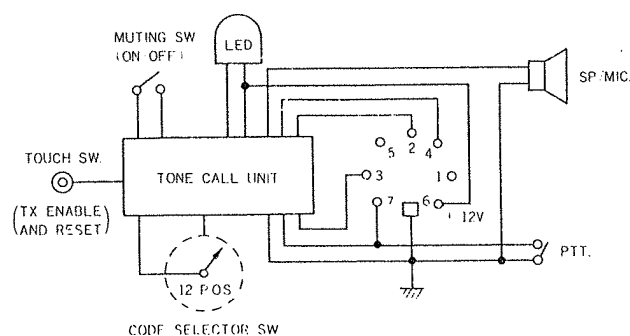 MUTING SW
(ON OFF)
LED
SP/MIC.
TOUCH SW.
(TX ENABLE)
(AND RESET)
TONE CALL UNIT
5
2
4
3
1
7
6
12V
PTT.
12 POS
CODE SELECTOR SW